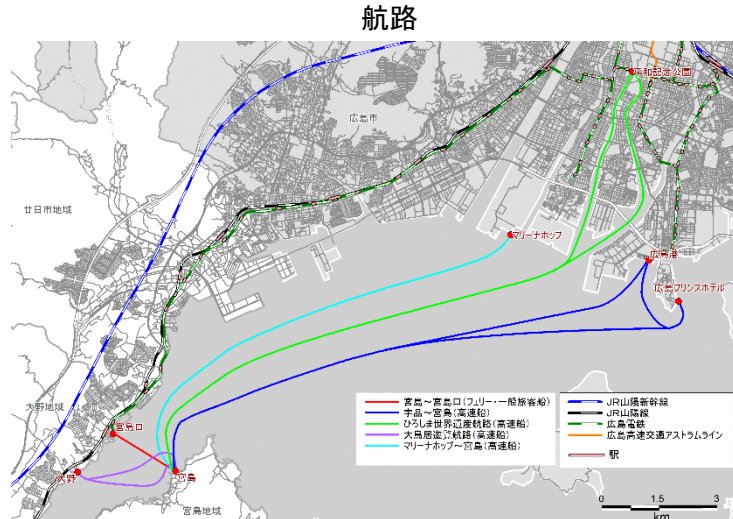 航路
平和記念公園
広島市
廿日市地域
マリーナホップ
広島港
広島プリンスホテル
大野地域
宮島口
大野
宮島
宮島地域
宮島~宮島口(フェリー・一般旅客船)
宇品~宮島(高速船)
ひろしま世界遺産航路(高速船)
大鳥居遊覧航路(高速船)
マリーナホップ~宮島(高速船)
JR山陽新幹線
JR山陽線
広島電鉄
広島高速交通アストラムライン
駅
0 1.5 3
km